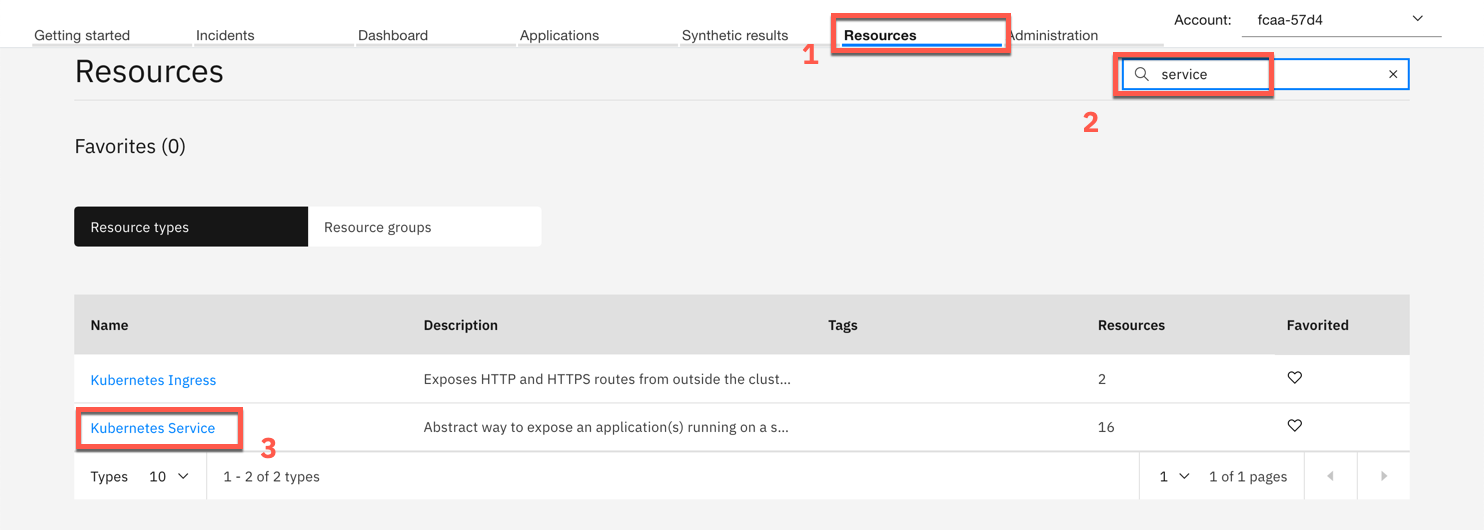 Account: fcaa-57d4
Getting started Incidents Dashboard Applications Synthetic results Resources Administration
1
Resources
service
2
Favorites (0)
Resource types Resource groups
Name Description Tags Resources Favorited
Kubernetes Ingress Exposes HTTP and HTTPS routes from outside the clust... 2
Kubernetes Service Abstract way to expose an application(s) running on a s... 16
3
Types 10 1 - 2 of 2 types 1 1 of 1 pages